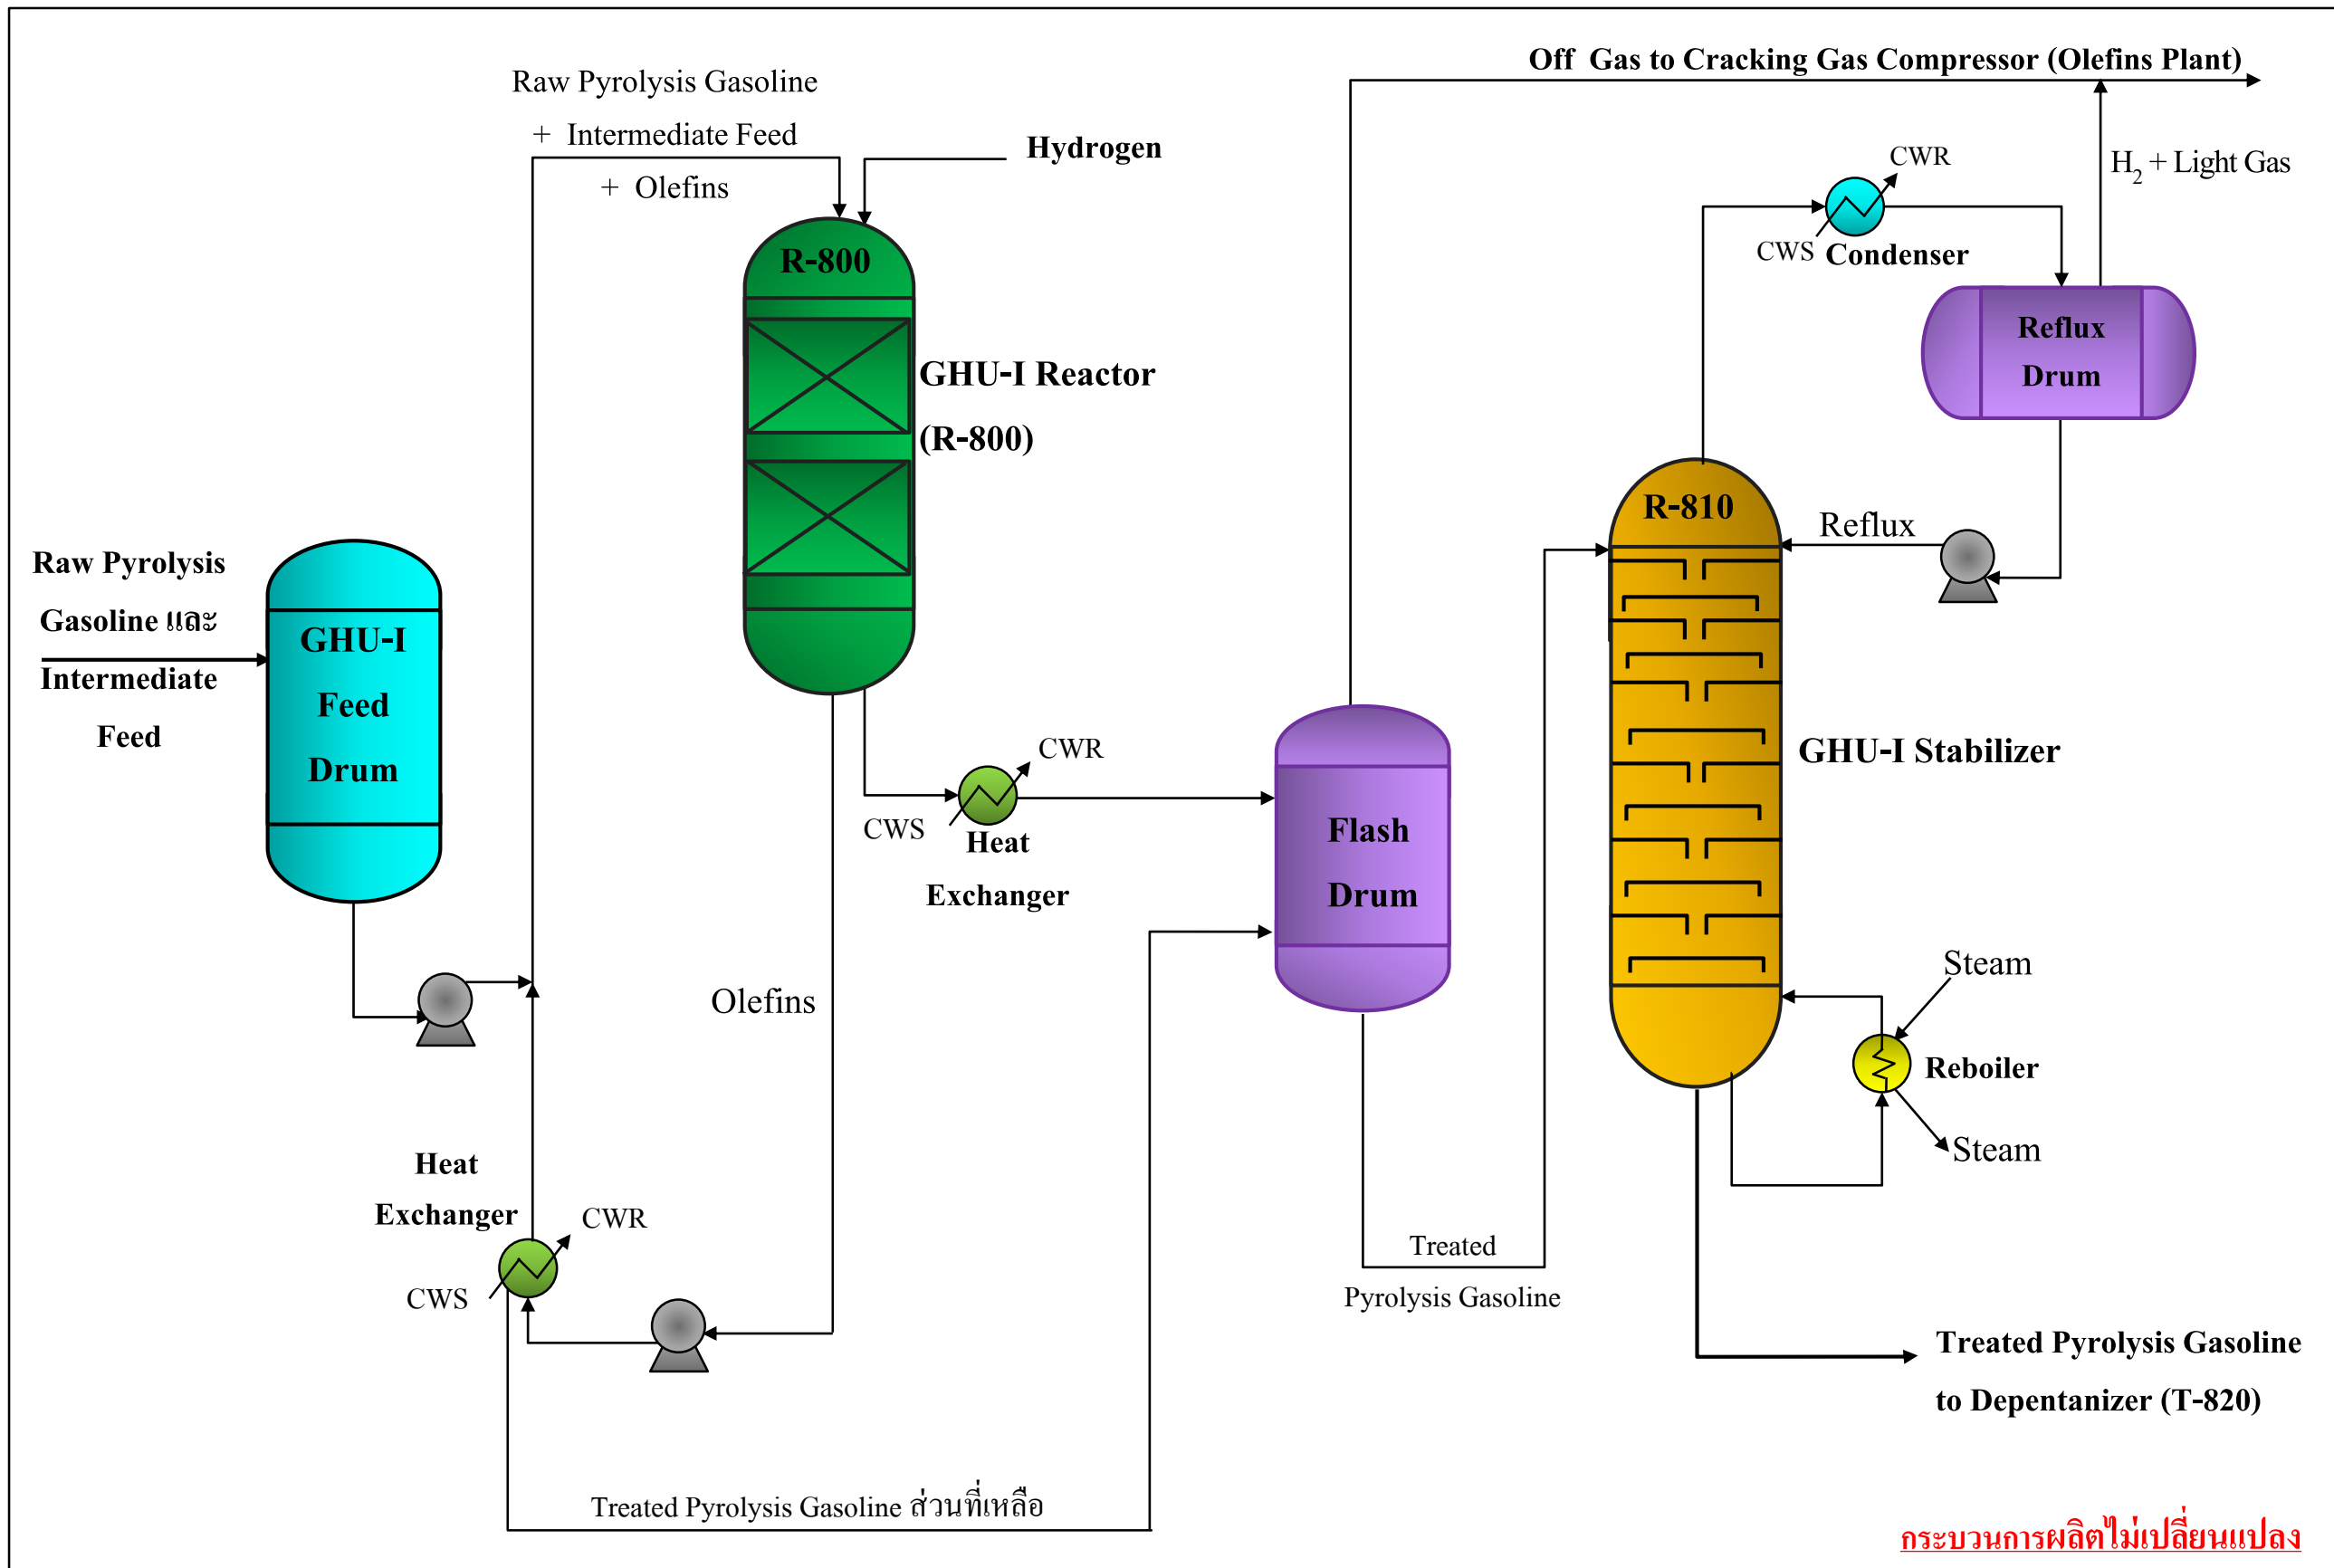 Off Gas to Cracking Gas Compressor (Olefins Plant)
Raw Pyrolysis Gasoline
+ Intermediate Feed
+ Olefins
Hydrogen
CWR
H2 + Light Gas
CWS
Condenser
R-800
Reflux
Drum
GHU-I Reactor
(R-800)
R-810
Reflux
Raw Pyrolysis
Gasoline และ
Intermediate
Feed
GHU-I
Feed
Drum
CWR
CWS
Heat
Exchanger
Flash
Drum
GHU-I Stabilizer
Olefins
Steam
Reboiler
Steam
Heat
Exchanger
CWR
CWS
Treated
Pyrolysis Gasoline
Treated Pyrolysis Gasoline
to Depentanizer (T-820)
Treated Pyrolysis Gasoline ส่วนที่เหลือ
กระบวนการผลิตไม่เปลี่ยนแปลง